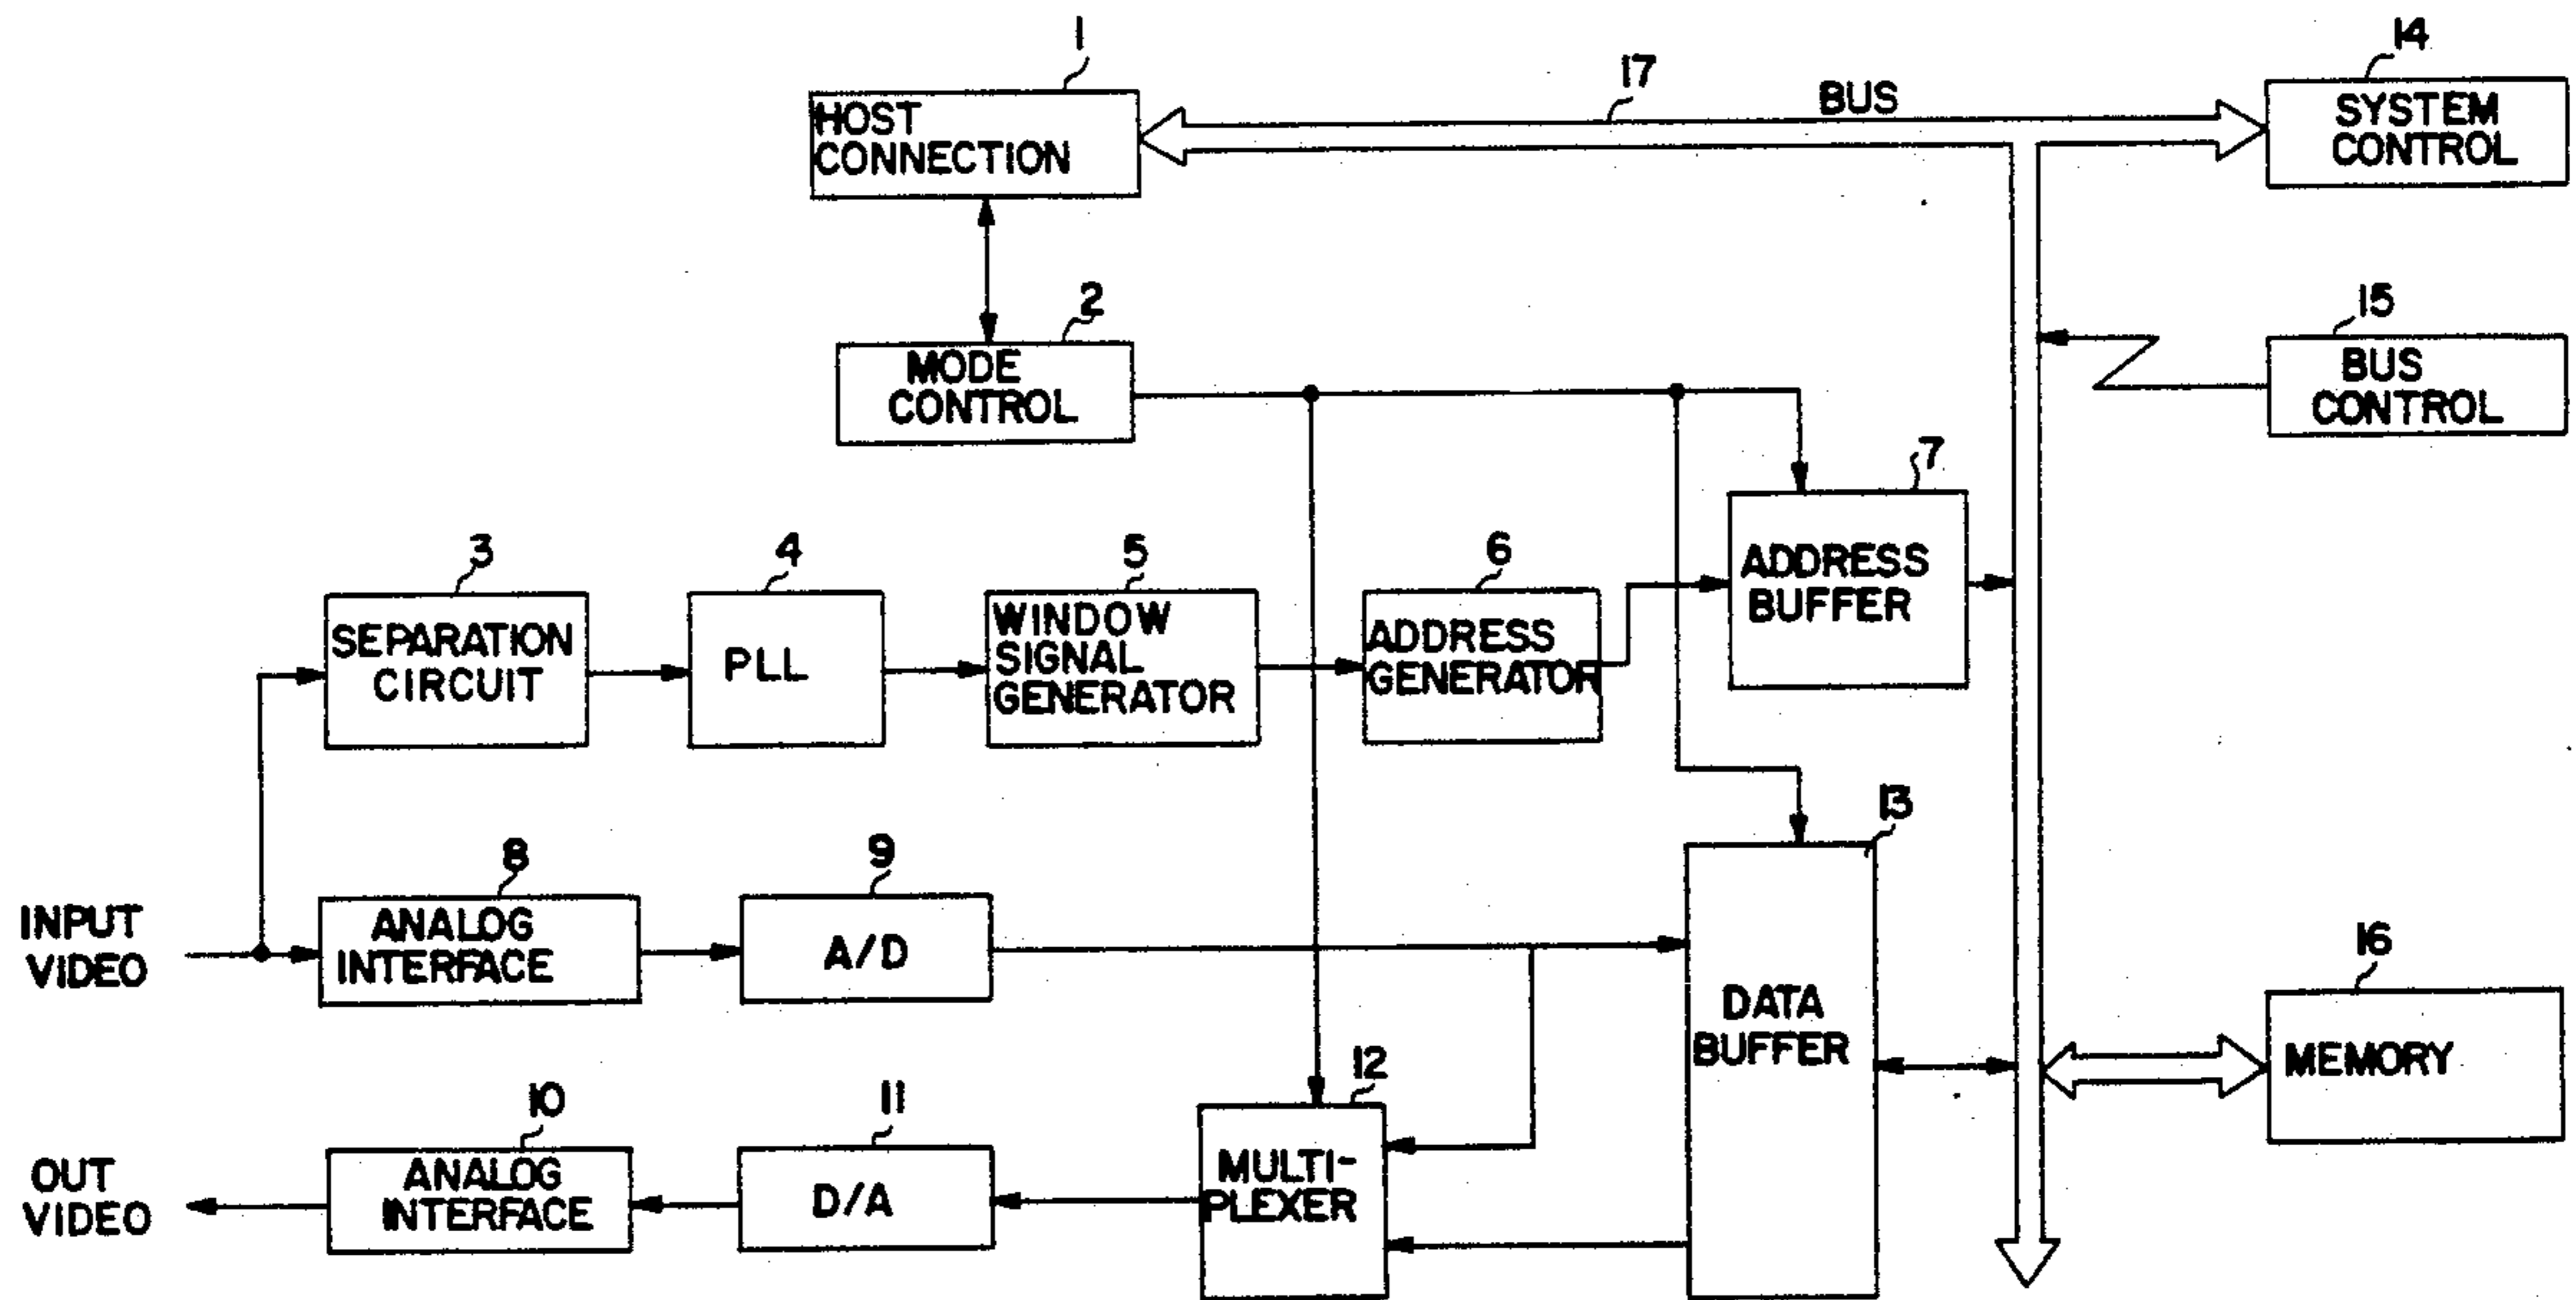 1
HOST
CONNECTION
17
BUS
14
SYSTEM
CONTROL
2
MODE
CONTROL
15
BUS
CONTROL
3
SEPARATION
CIRCUIT
4
PLL
5
WINDOW
SIGNAL
GENERATOR
6
ADDRESS
GENERATOR
7
ADDRESS
BUFFER
INPUT
VIDEO
8
ANALOG
INTERFACE
9
A/D
13
DATA
BUFFER
16
MEMORY
OUT
VIDEO
10
ANALOG
INTERFACE
11
D/A
12
MULTI-
PLEXER